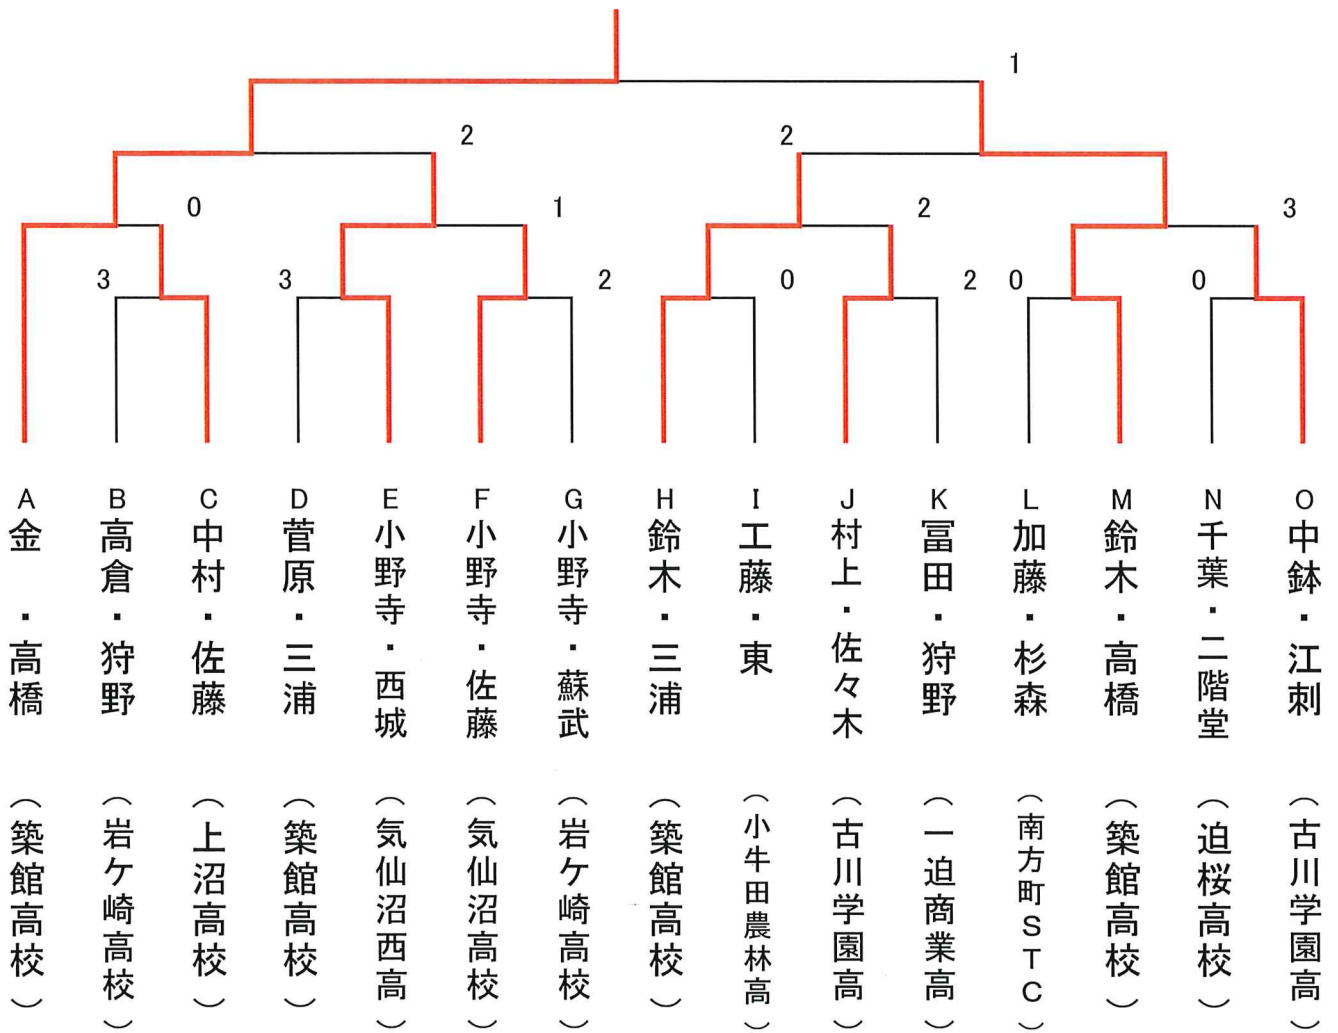 1
2 2
0 1 2 3
3 3 2 0 2 0 0
A 金 ・高橋 （築館高校）
B 高倉・狩野 （岩ケ崎高校）
C 中村・佐藤 （上沼高校）
D 菅原・三浦 （築館高校）
E 小野寺・西城 （気仙沼西高）
F 小野寺・佐藤 （気仙沼高校）
G 小野寺・蘇武 （岩ケ崎高校）
H 鈴木・三浦 （築館高校）
I 工藤・東 （小牛田農林高）
J 村上・佐々木 （古川学園高）
K 冨田・狩野 （一迫商業高）
L 加藤・杉森 （南方町STC）
M 鈴木・高橋 （築館高校）
N 千葉・二階堂 （迫桜高校）
O 中鉢・江刺 （古川学園高）